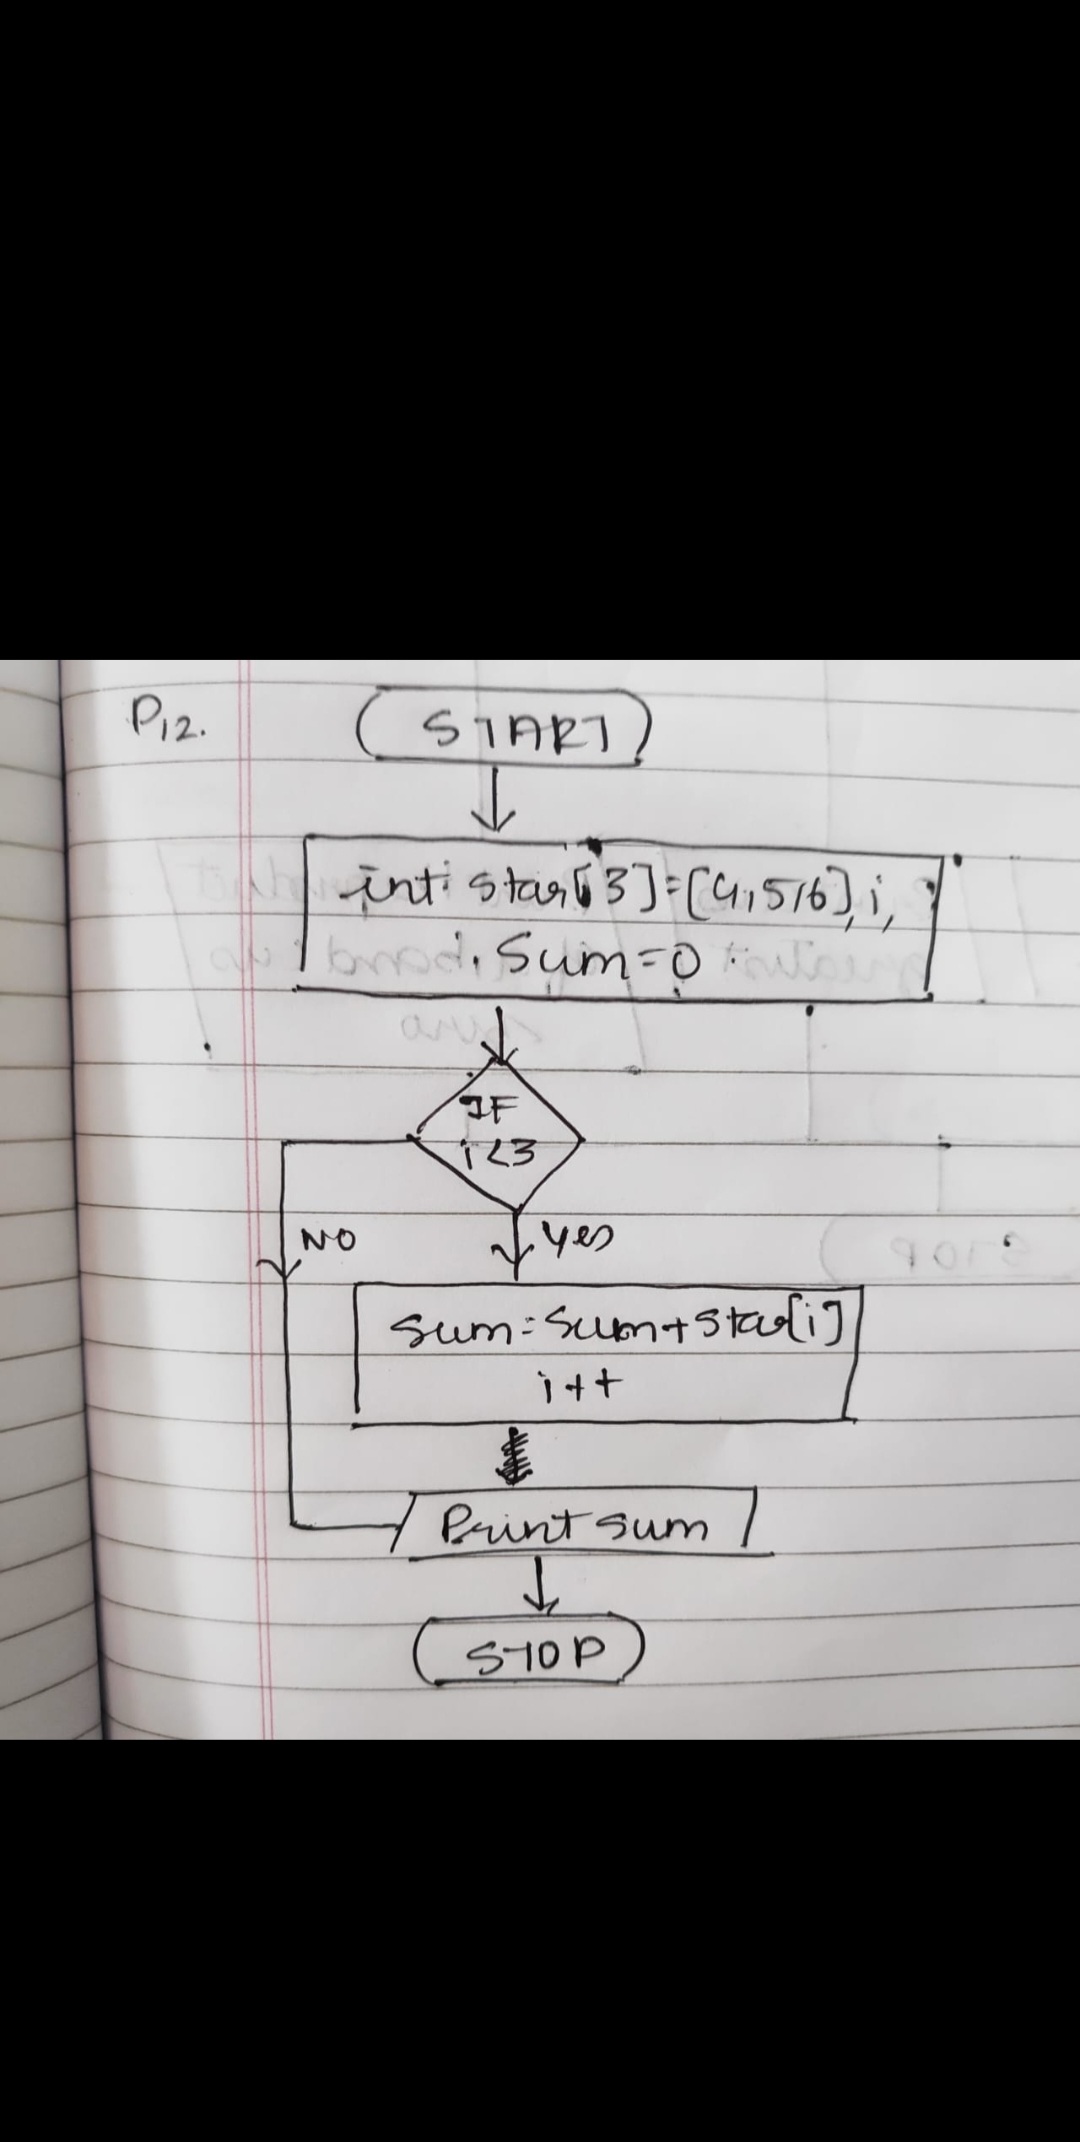 P12.
START
int star[3]=[4,5,6], i,
Sum=0
IF
i<3
NO
Yes
Sum=Sum+star[i]
i++
Print sum
STOP